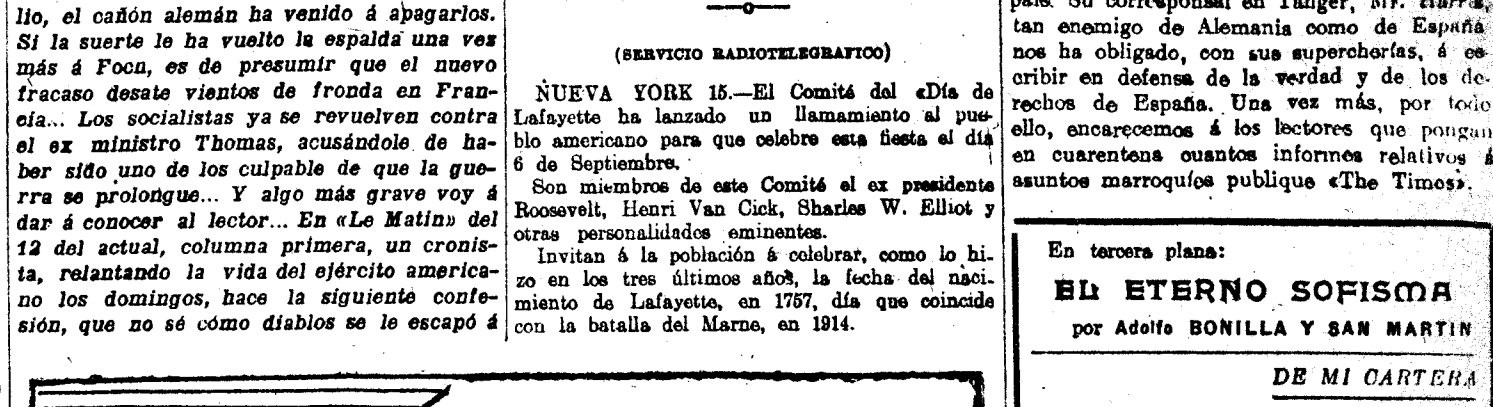 lio, el cañón alemán ha venido á apagarlos.
Si la suerte le ha vuelto la espalda una vez
más á Focn, es de presumir que el nuevo
fracaso desate vientos de fronda en Fran-
cia... Los socialistas ya se revuelven contra
el ex ministro Thomas, acusándole de ha-
ber sido uno de los culpable de que la gue-
rra se prolongue... Y algo más grave voy á
dar á conocer al lector... En «Le Matin» del
12 del actual, columna primera, un cronis-
ta, relantando la vida del ejército america-
no los domingos, hace la siguiente confe-
sión, que no sé cómo diablos se le escapó á
(SERVICIO RADIOTELEGRAFICO)
NUEVA YORK 15.—El Comité del «Día de
Lafayette ha lanzado un llamamiento al pue-
blo americano para que celebre esta fiesta el día
6 de Septiembre.
Son miembros de este Comité el ex presidente
Roosevelt, Henri Van Cick, Sharles W. Elliot y
otras personalidades eminentes.
Invitan á la población á celebrar, como lo hi-
zo en los tres últimos años, la fecha del naci-
miento de Lafayette, en 1757, día que coincide
con la batalla del Marne, en 1914.
país. Su corresponsal en Tánger, Mr. Harris,
tan enemigo de Alemania como de España
nos ha obligado, con sus supercherías, á es-
cribir en defensa de la verdad y de los de-
rechos de España. Una vez más, por todo
ello, encarecemos á los lectores que pongan
en cuarentena cuantos informes relativos á
asuntos marroquíes publique «The Times».
En tercera plana:
EL ETERNO SOFISMA
por Adolfo BONILLA Y SAN MARTIN
DE MI CARTERA